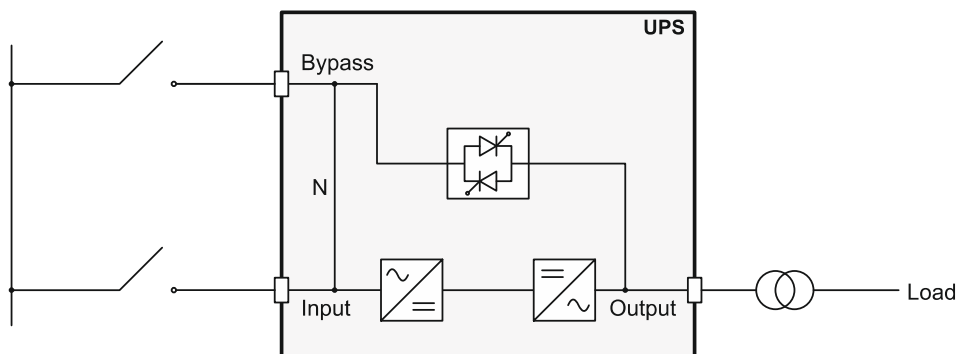 UPS
Bypass
N
Input
Output
Load